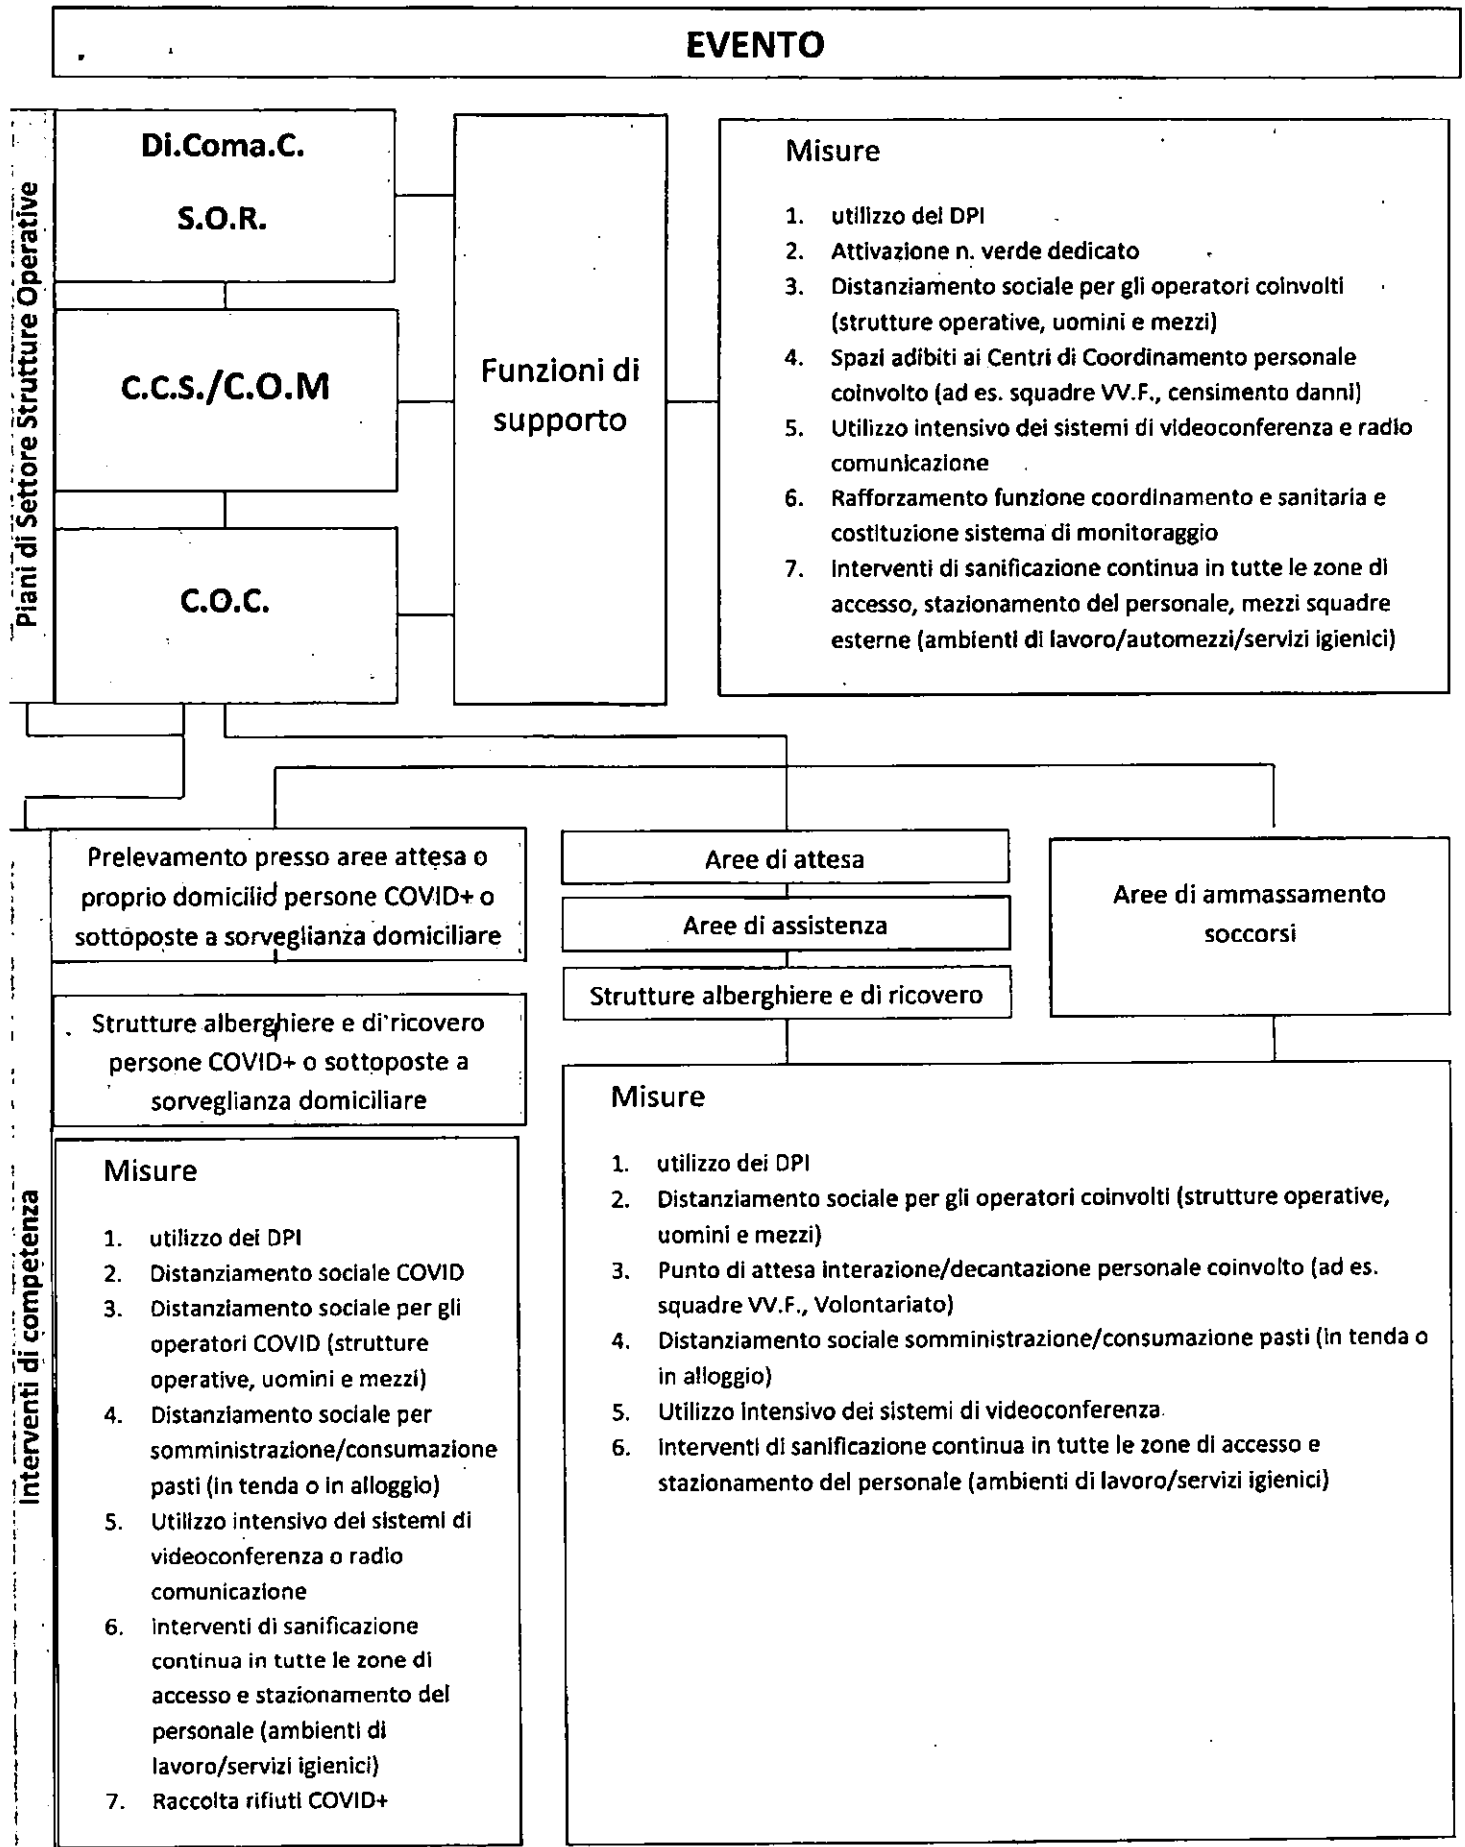 EVENTO
Piani di Settore Strutture Operative
Di.Coma.C.
S.O.R.
C.C.S./C.O.M
C.O.C.
Funzioni di
supporto
Misure
1. utilizzo dei DPI
2. Attivazione n. verde dedicato
3. Distanziamento sociale per gli operatori coinvolti
(strutture operative, uomini e mezzi)
4. Spazi adibiti ai Centri di Coordinamento personale
coinvolto (ad es. squadre VV.F., censimento danni)
5. Utilizzo intensivo dei sistemi di videoconferenza e radio
comunicazione
6. Rafforzamento funzione coordinamento e sanitaria e
costituzione sistema di monitoraggio
7. Interventi di sanificazione continua in tutte le zone di
accesso, stazionamento del personale, mezzi squadre
esterne (ambienti di lavoro/automezzi/servizi igienici)
Interventi di competenza
Prelevamento presso aree attesa o
proprio domicilio persone COVID+ o
sottoposte a sorveglianza domiciliare
Strutture alberghiere e di ricovero
persone COVID+ o sottoposte a
sorveglianza domiciliare
Misure
1. utilizzo dei DPI
2. Distanziamento sociale COVID
3. Distanziamento sociale per gli
operatori COVID (strutture
operative, uomini e mezzi)
4. Distanziamento sociale per
somministrazione/consumazione
pasti (in tenda o in alloggio)
5. Utilizzo intensivo dei sistemi di
videoconferenza o radio
comunicazione
6. interventi di sanificazione
continua in tutte le zone di
accesso e stazionamento del
personale (ambienti di
lavoro/servizi igienici)
7. Raccolta rifiuti COVID+
Aree di attesa
Aree di assistenza
Strutture alberghiere e di ricovero
Aree di ammassamento
soccorsi
Misure
1. utilizzo dei DPI
2. Distanziamento sociale per gli operatori coinvolti (strutture operative,
uomini e mezzi)
3. Punto di attesa interazione/decantazione personale coinvolto (ad es.
squadre VV.F., Volontariato)
4. Distanziamento sociale somministrazione/consumazione pasti (in tenda o
in alloggio)
5. Utilizzo intensivo dei sistemi di videoconferenza
6. Interventi di sanificazione continua in tutte le zone di accesso e
stazionamento del personale (ambienti di lavoro/servizi igienici)